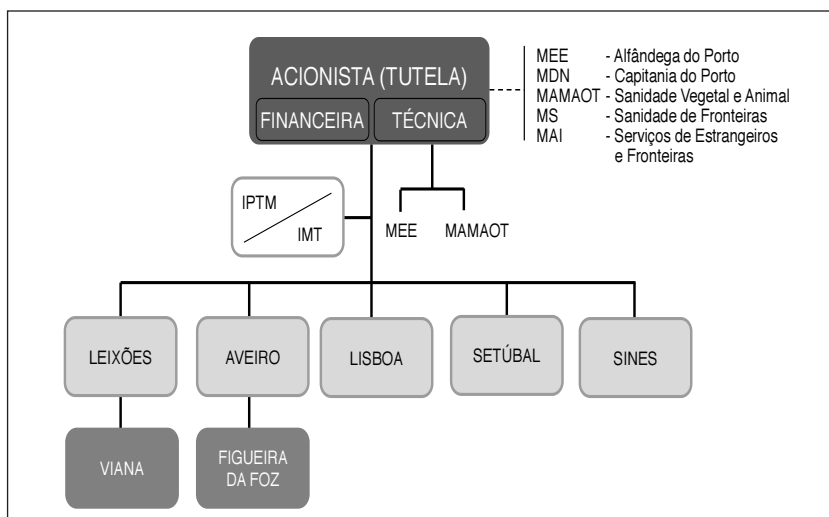 ACIONISTA (TUTELA)
FINANCEIRA
TÉCNICA
MEE - Alfândega do Porto
MDN - Capitania do Porto
MAMAOT - Sanidade Vegetal e Animal
MS - Sanidade de Fronteiras
MAI - Serviços de Estrangeiros
e Fronteiras
IPTM
IMT
MEE
MAMAOT
LEIXÕES
AVEIRO
LISBOA
SETÚBAL
SINES
VIANA
FIGUEIRA
DA FOZ